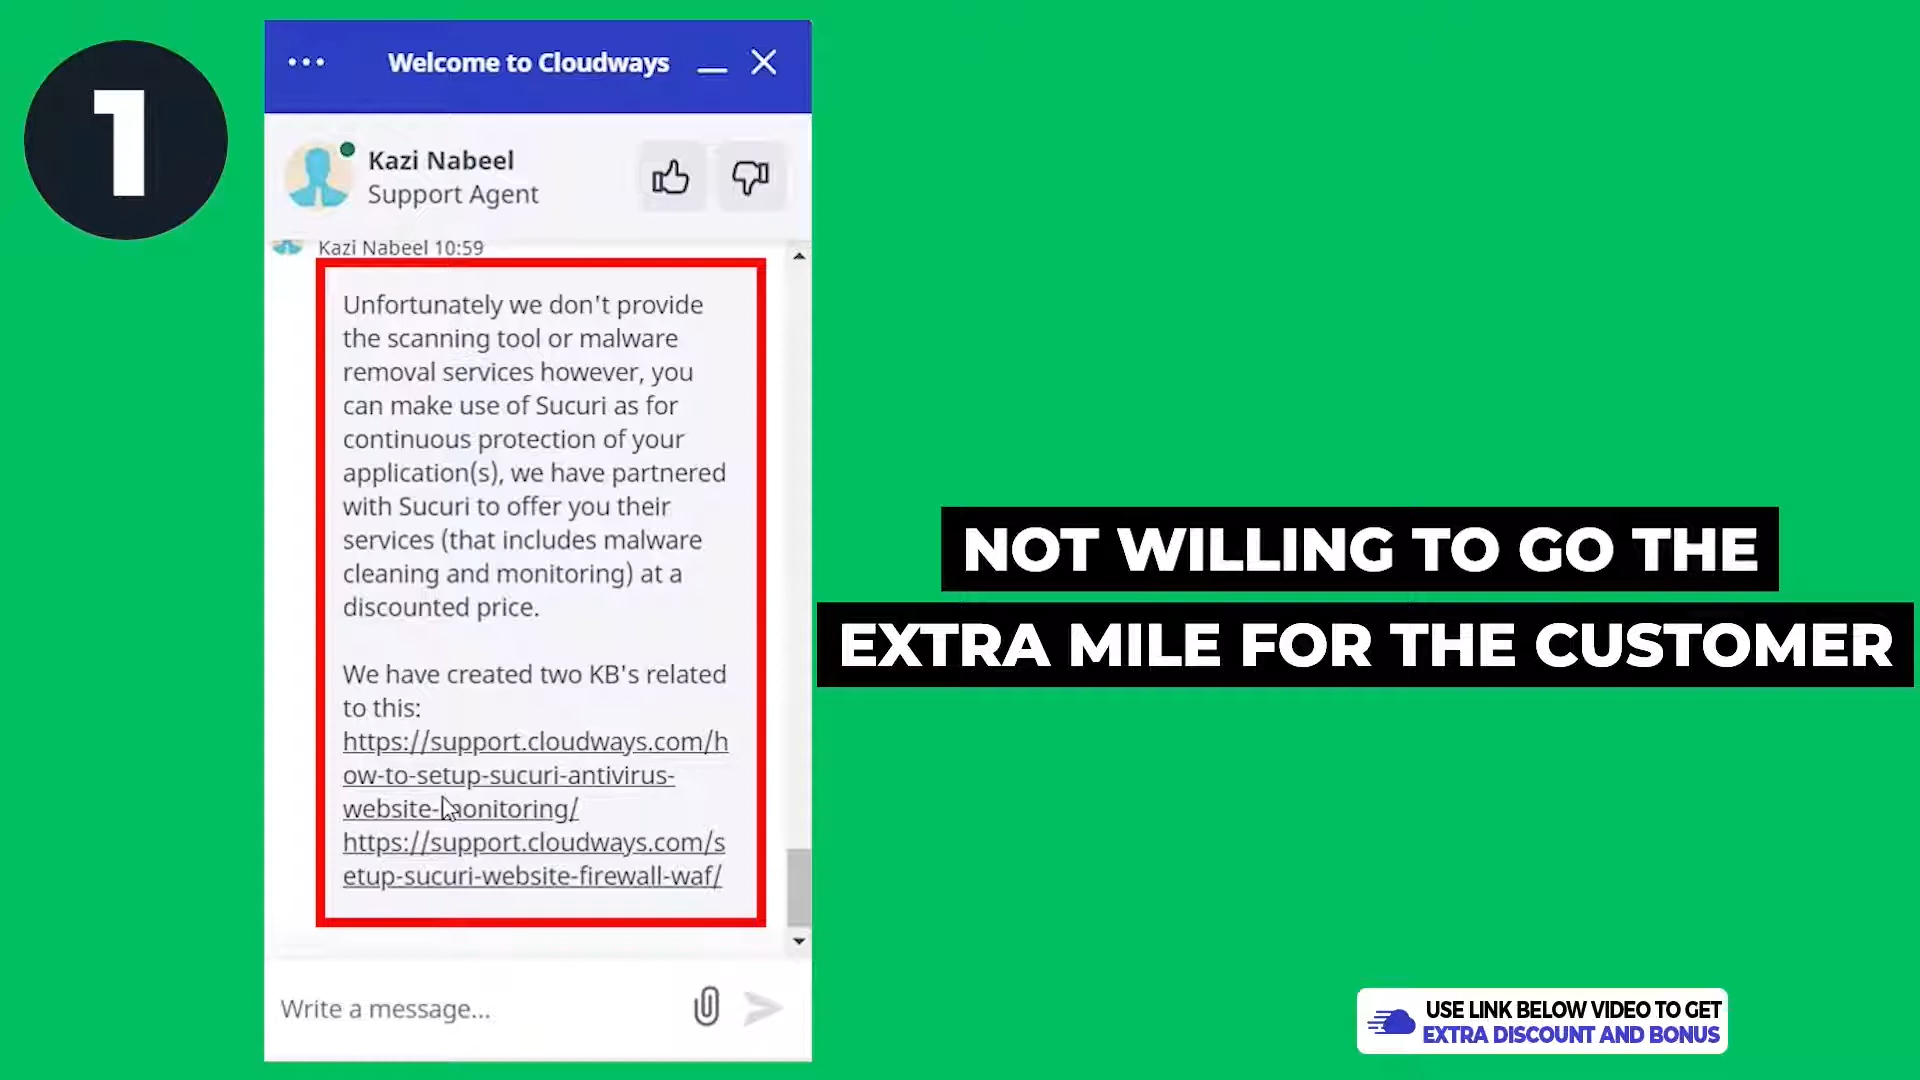 1
Welcome to Cloudways
Kazi Nabeel
Support Agent
Kazi Nabeel 10:59
Unfortunately we don't provide
the scanning tool or malware
removal services however, you
can make use of Sucuri as for
continuous protection of your
application(s), we have partnered
with Sucuri to offer you their
services (that includes malware
cleaning and monitoring) at a
discounted price.
We have created two KB's related
to this:
https://support.cloudways.com/h
ow-to-setup-sucuri-antivirus-
website-monitoring/
https://support.cloudways.com/s
etup-sucuri-website-firewall-waf/
Write a message...
NOT WILLING TO GO THE
EXTRA MILE FOR THE CUSTOMER
USE LINK BELOW VIDEO TO GET
EXTRA DISCOUNT AND BONUS